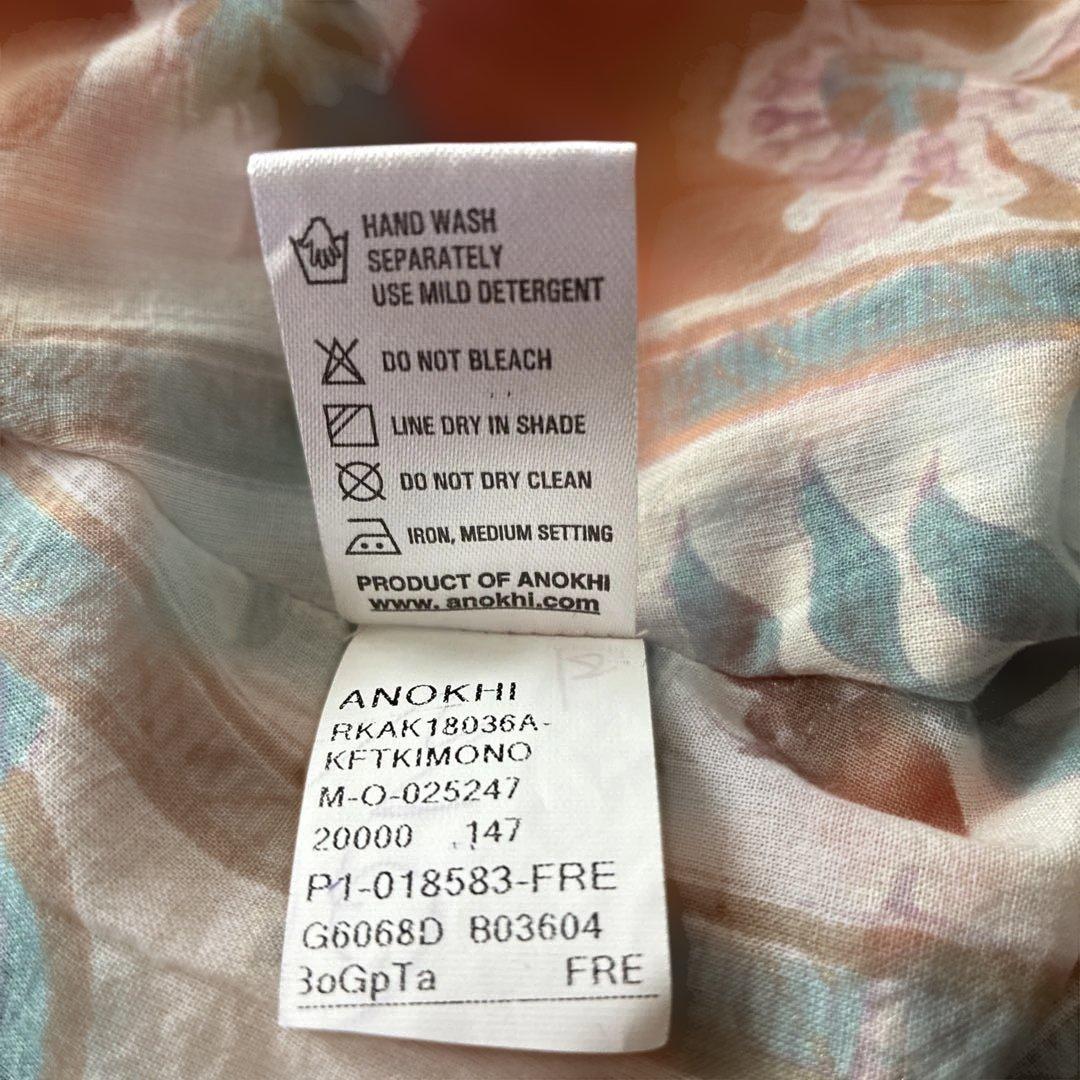 HAND WASH
SEPARATELY
USE MILD DETERGENT
DO NOT BLEACH
LINE DRY IN SHADE
DO NOT DRY CLEAN
IRON, MEDIUM SETTING
PRODUCT OF ANOKHI
www. anokhi.com
ANOKHI
RKAK18036A-
KFTKIMONO
M-O-025247
20000 .147
P1-018583-FRE
G6068D B03604
FRE